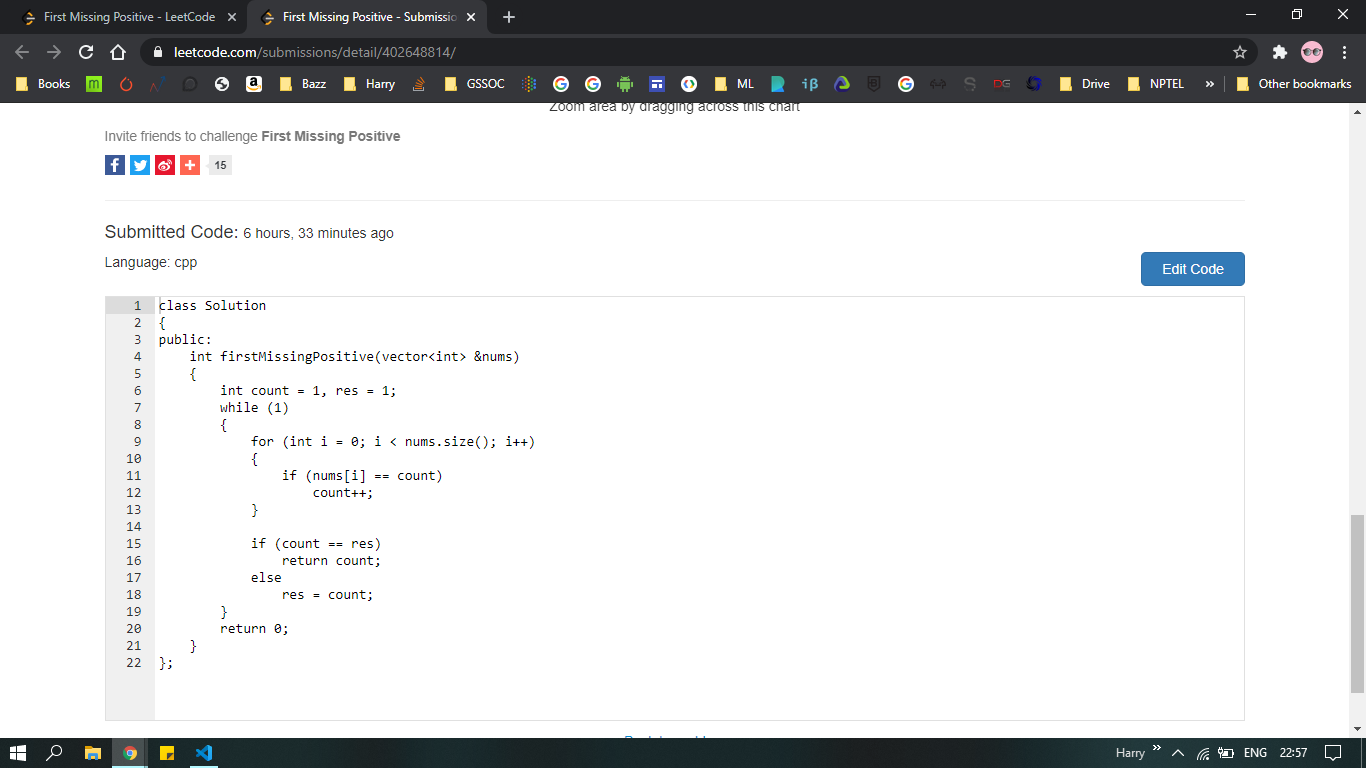 First Missing Positive - LeetCode
First Missing Positive - Submissio
leetcode.com/submissions/detail/402648814/
Books Bazz Harry GSSOC ML iβ DG Drive NPTEL » Other bookmarks
Zoom area by dragging across this chart
Invite friends to challenge First Missing Positive
15
Submitted Code: 6 hours, 33 minutes ago
Language: cpp
Edit Code
1 class Solution
2 {
3 public:
4     int firstMissingPositive(vector<int> &nums)
5     {
6         int count = 1, res = 1;
7         while (1)
8         {
9             for (int i = 0; i < nums.size(); i++)
10             {
11                 if (nums[i] == count)
12                     count++;
13             }
14
15             if (count == res)
16                 return count;
17             else
18                 res = count;
19         }
20         return 0;
21     }
22 };
Harry » ENG 22:57